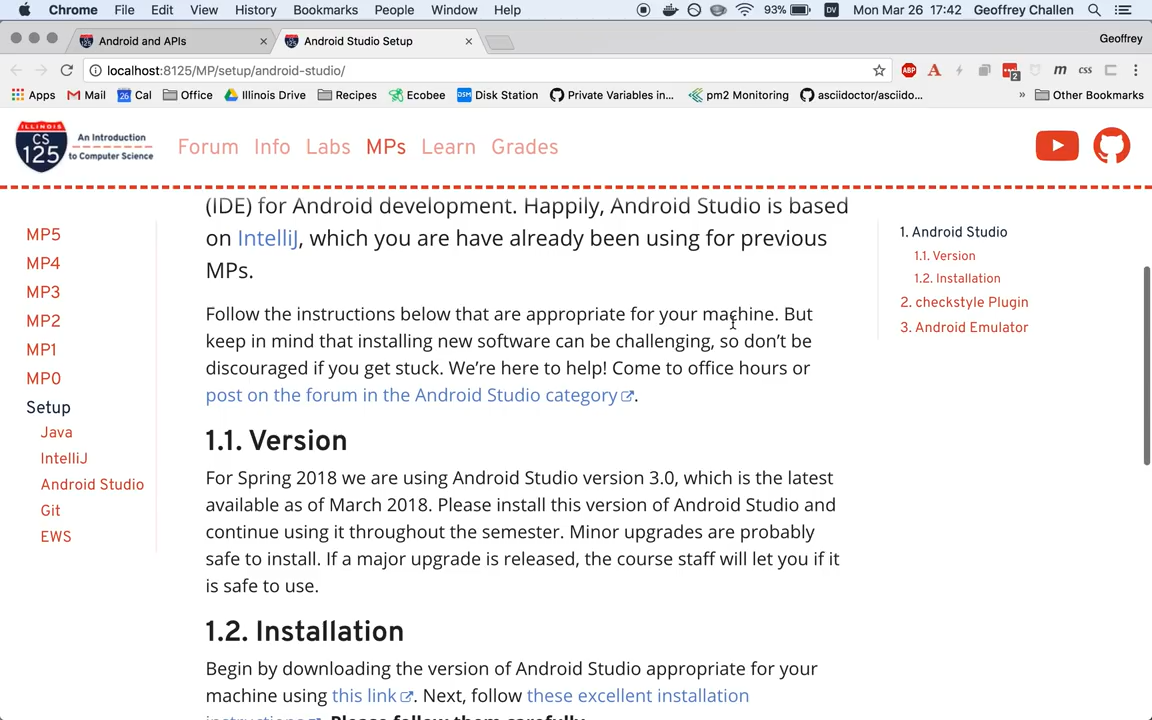 Chrome File Edit View History Bookmarks People Window Help 93% DV Mon Mar 26 17:42 Geoffrey Challen
Android and APIs
Android Studio Setup
Geoffrey
localhost:8125/MP/setup/android-studio/
ABP
A
2
m
css
Apps Mail 26 Cal Office Illinois Drive Recipes Ecobee DSM Disk Station Private Variables in... pm2 Monitoring asciidoctor/asciido... » Other Bookmarks
ILLINOIS
CS
125
An Introduction
to Computer Science
Forum Info Labs MPs Learn Grades
MP5
MP4
MP3
MP2
MP1
MP0
Setup
Java
IntelliJ
Android Studio
Git
EWS
(IDE) for Android development. Happily, Android Studio is based
on IntelliJ, which you are have already been using for previous
MPs.
Follow the instructions below that are appropriate for your machine. But
keep in mind that installing new software can be challenging, so don’t be
discouraged if you get stuck. We’re here to help! Come to office hours or
post on the forum in the Android Studio category.
1.1. Version
For Spring 2018 we are using Android Studio version 3.0, which is the latest
available as of March 2018. Please install this version of Android Studio and
continue using it throughout the semester. Minor upgrades are probably
safe to install. If a major upgrade is released, the course staff will let you if it
is safe to use.
1.2. Installation
Begin by downloading the version of Android Studio appropriate for your
machine using this link. Next, follow these excellent installation
instructions. Please follow them carefully.
1. Android Studio
1.1. Version
1.2. Installation
2. checkstyle Plugin
3. Android Emulator